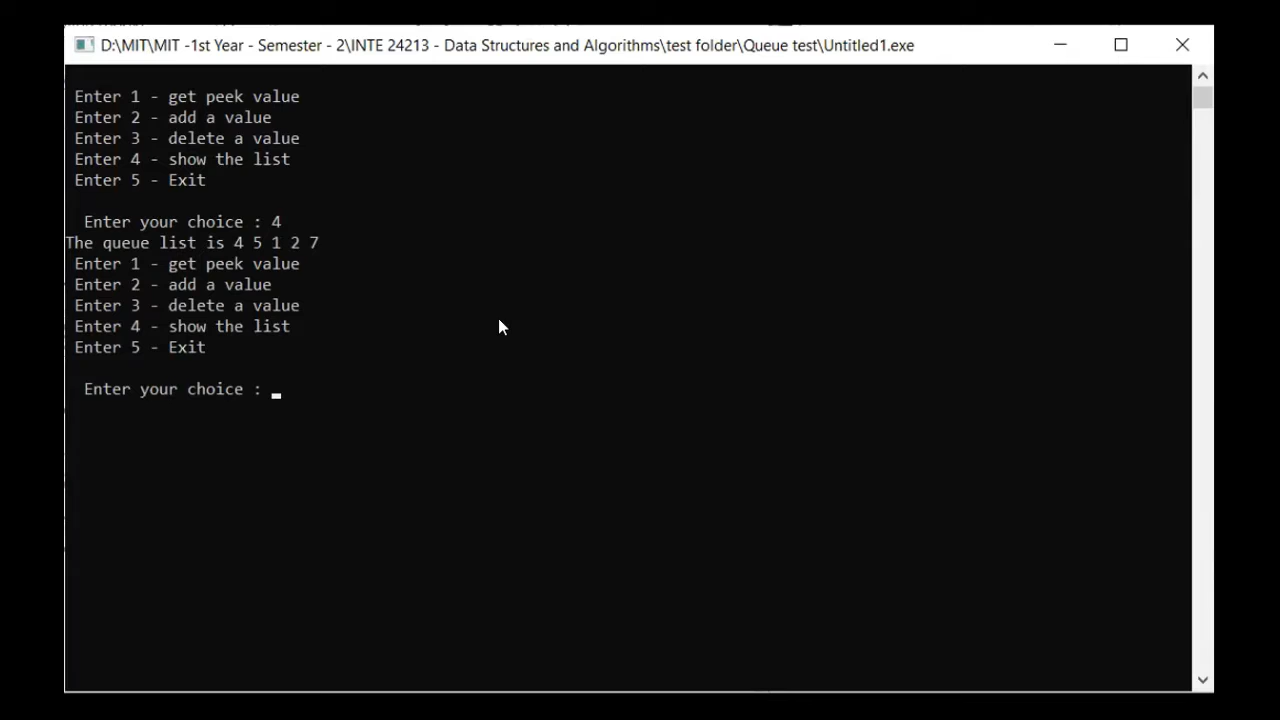 D:\MIT\MIT -1st Year - Semester - 2\INTE 24213 - Data Structures and Algorithms\test folder\Queue test\Untitled1.exe
Enter 1 - get peek value
Enter 2 - add a value
Enter 3 - delete a value
Enter 4 - show the list
Enter 5 - Exit
Enter your choice : 4
The queue list is 4 5 1 2 7
Enter 1 - get peek value
Enter 2 - add a value
Enter 3 - delete a value
Enter 4 - show the list
Enter 5 - Exit
Enter your choice :